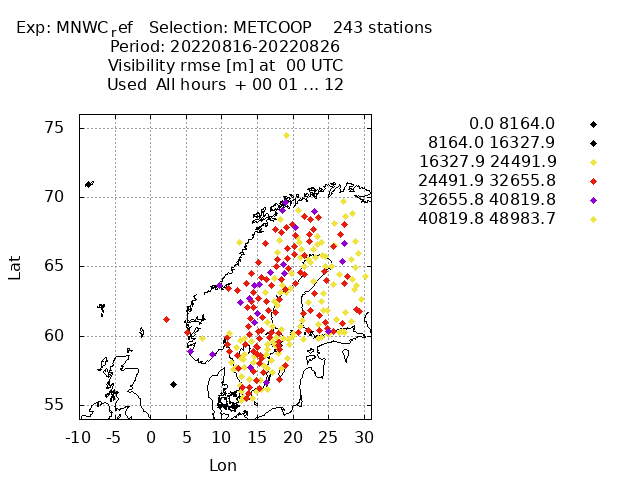 Exp: MNWCref Selection: METCOOP 243 stations
Period: 20220816-20220826
Visibility rmse [m] at 00 UTC
Used All hours + 00 01 ... 12
0.0 8164.0
8164.0 16327.9
16327.9 24491.9
24491.9 32655.8
32655.8 40819.8
40819.8 48983.7
75
70
65
60
55
Lat
-10 -5 0 5 10 15 20 25 30
Lon